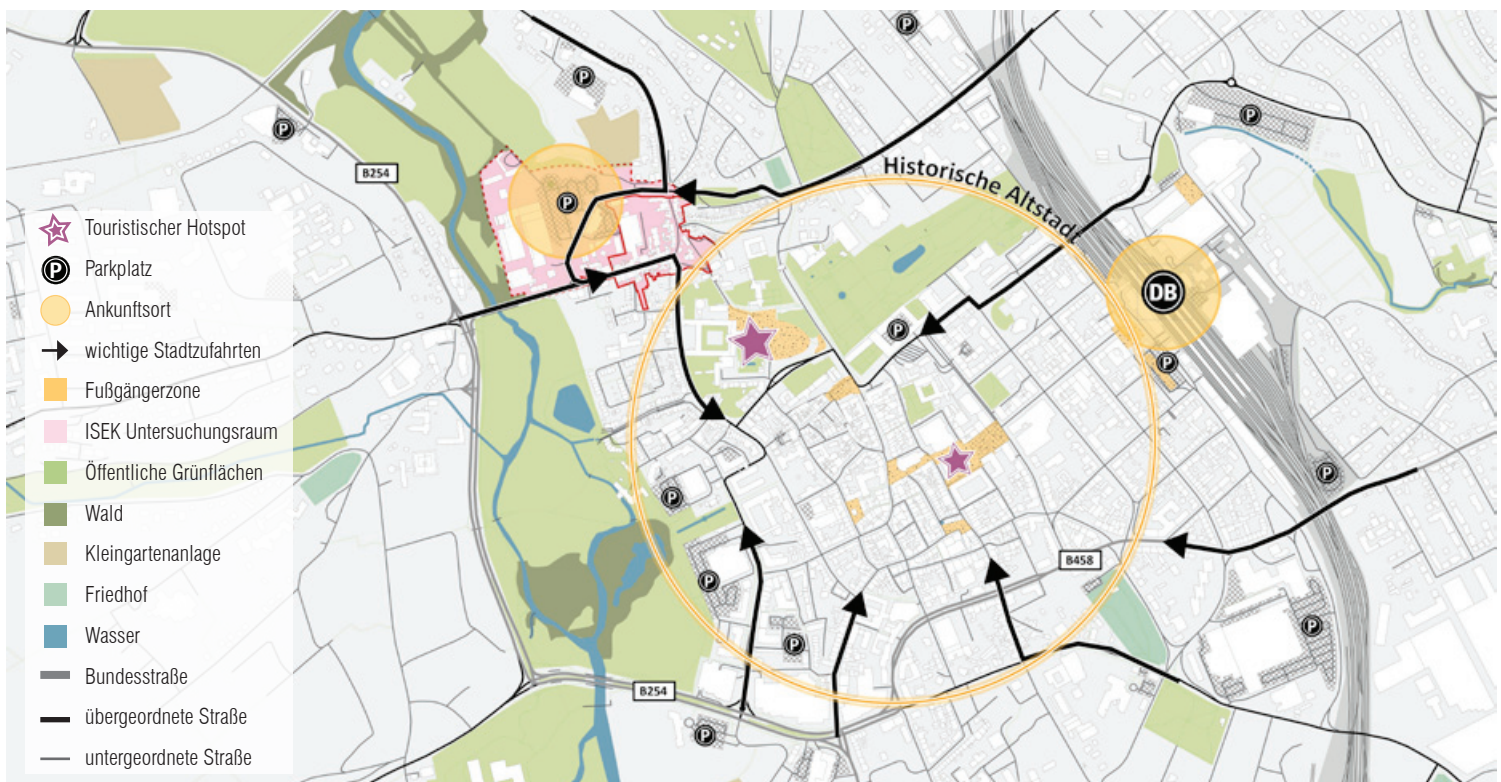 P
P
P
P
B254
Historische Altstadt
P
DB
P
P
P
P
P
B458
P
P
B254
P
Touristischer Hotspot
P Parkplatz
Ankunftsort
wichtige Stadtzufahrten
Fußgängerzone
ISEK Untersuchungsraum
Öffentliche Grünflächen
Wald
Kleingartenanlage
Friedhof
Wasser
Bundesstraße
übergeordnete Straße
untergeordnete Straße